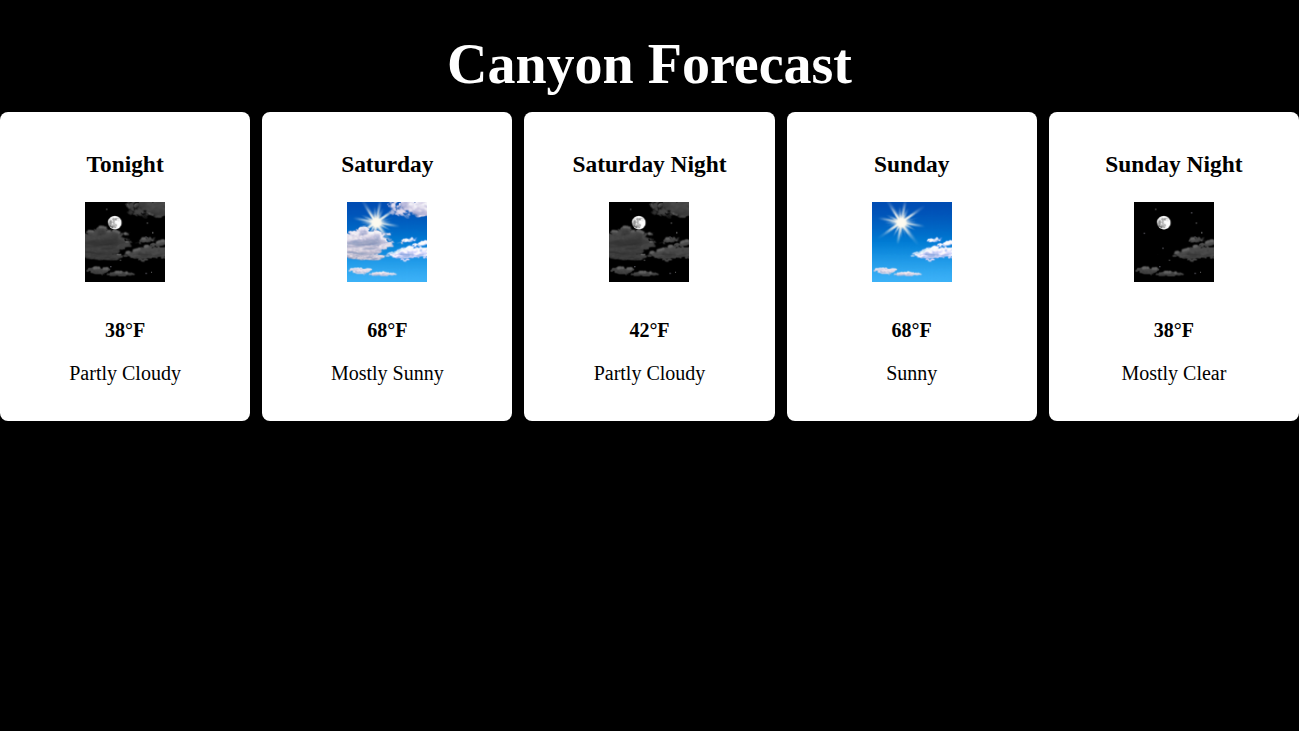 Canyon Forecast
Tonight
38°F
Partly Cloudy
Saturday
68°F
Mostly Sunny
Saturday Night
42°F
Partly Cloudy
Sunday
68°F
Sunny
Sunday Night
38°F
Mostly Clear